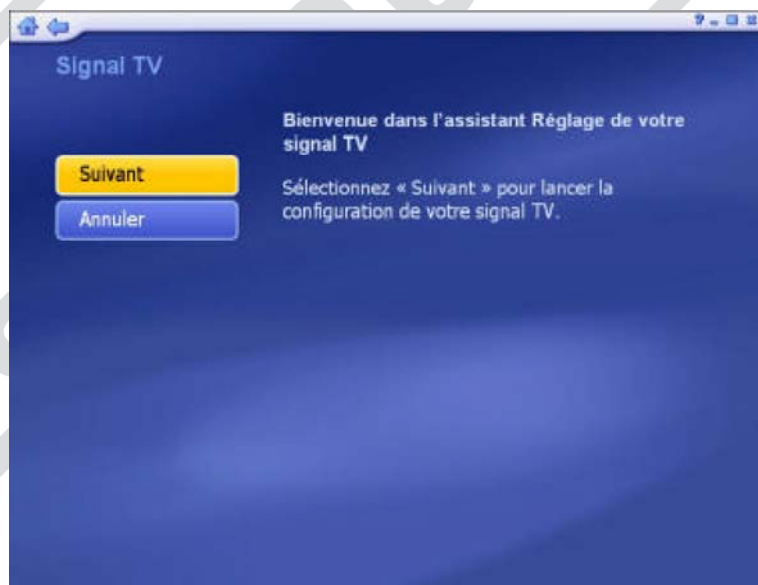 Signal TV
Bienvenue dans l'assistant Réglage de votre
signal TV
Suivant
Sélectionnez « Suivant » pour lancer la
configuration de votre signal TV.
Annuler